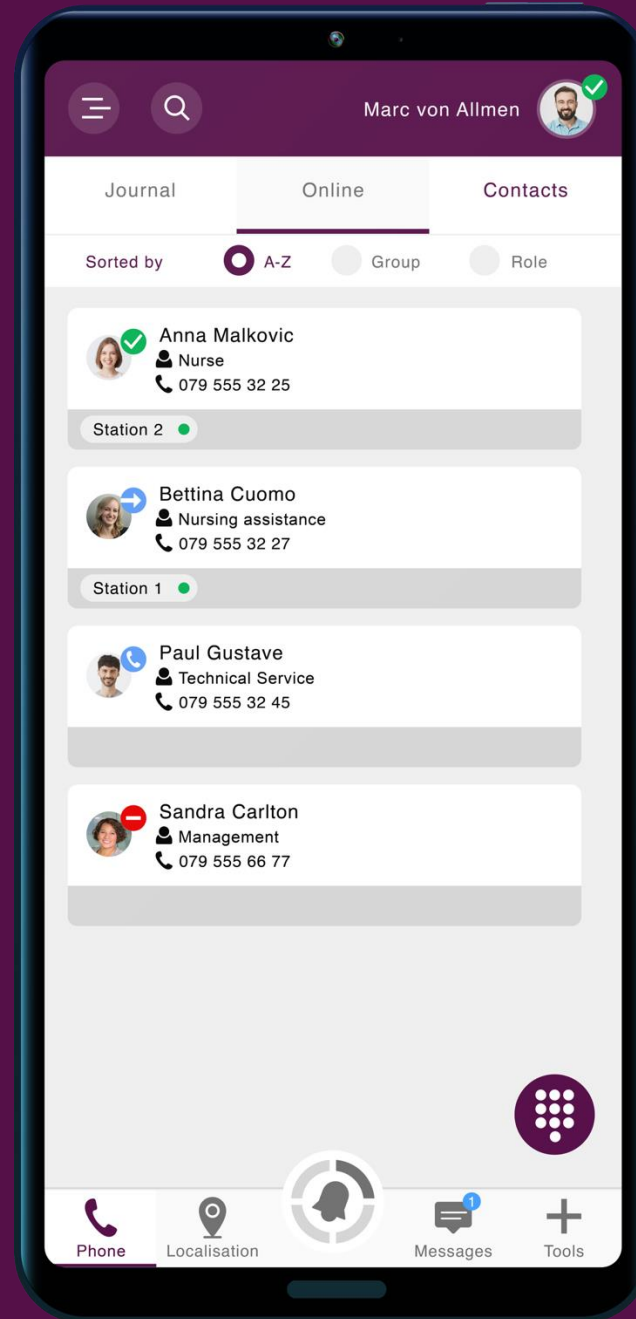 Marc von Allmen
Journal Online Contacts
Sorted by A-Z Group Role
Anna Malkovic
Nurse
079 555 32 25
Station 2
Bettina Cuomo
Nursing assistance
079 555 32 27
Station 1
Paul Gustave
Technical Service
079 555 32 45
Sandra Carlton
Management
079 555 66 77
1
Phone Localisation Messages Tools